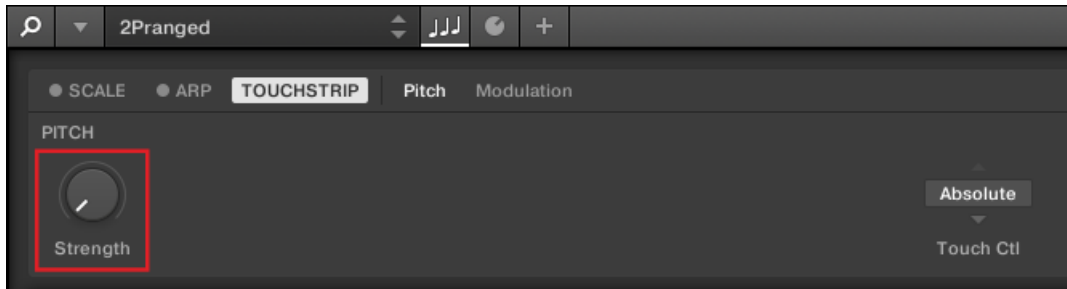 2Pranged
SCALE ARP TOUCHSTRIP Pitch Modulation
PITCH
Absolute
Strength Touch Ctl